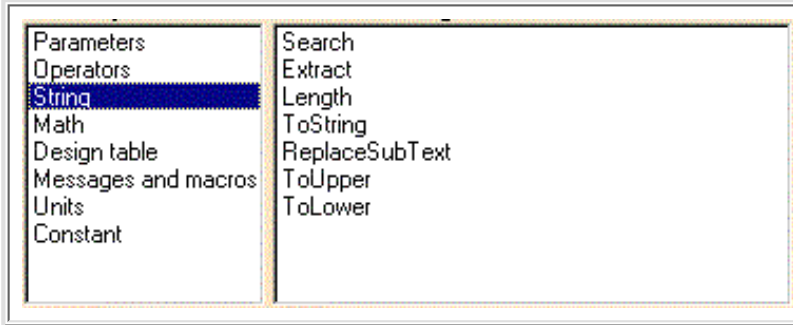 Parameters
Operators
String
Math
Design table
Messages and macros
Units
Constant
Search
Extract
Length
ToString
ReplaceSubText
ToUpper
ToLower